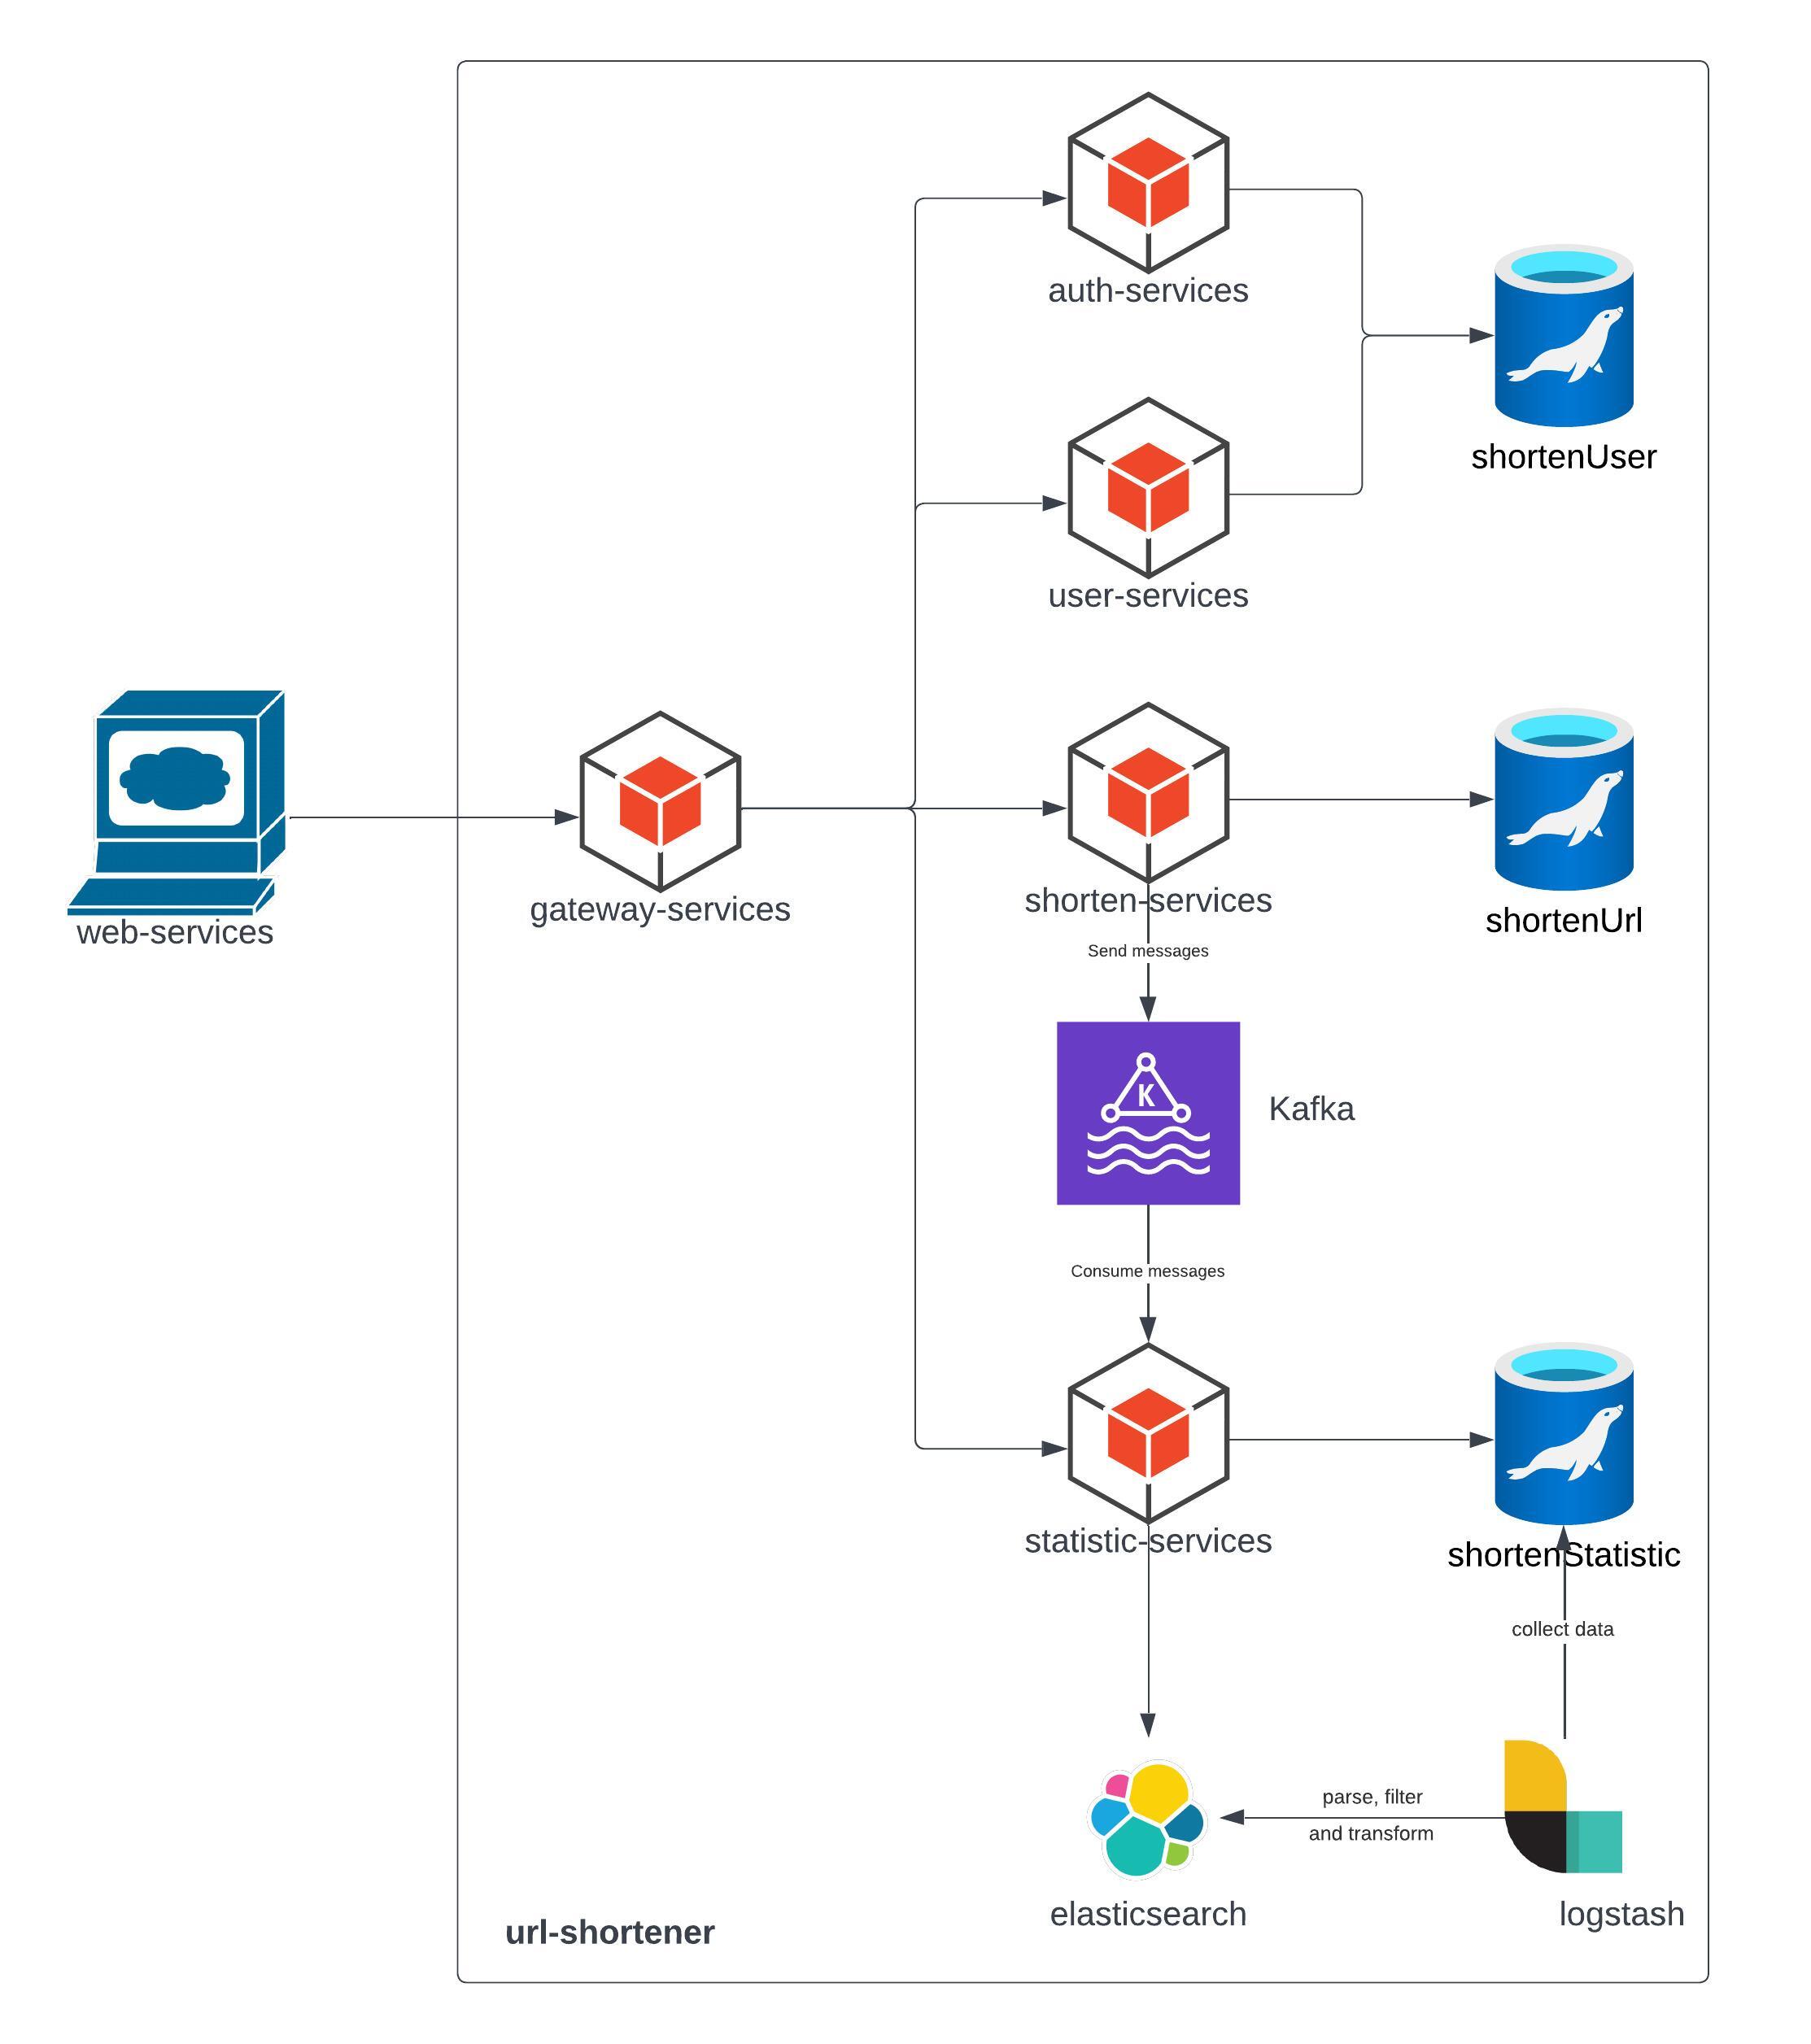 auth-services
shortenUser
user-services
web-services
gateway-services
shorten-services
shortenUrl
Send messages
K
Kafka
Consume messages
statistic-services
shortenStatistic
collect data
parse, filter
and transform
elasticsearch
logstash
url-shortener